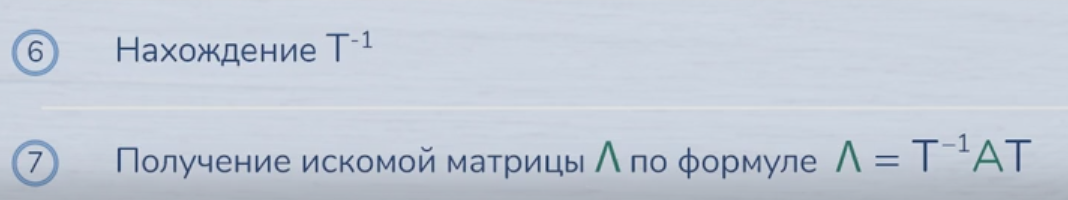 6 Нахождение T⁻¹
7 Получение искомой матрицы Λ по формуле Λ = T⁻¹AT